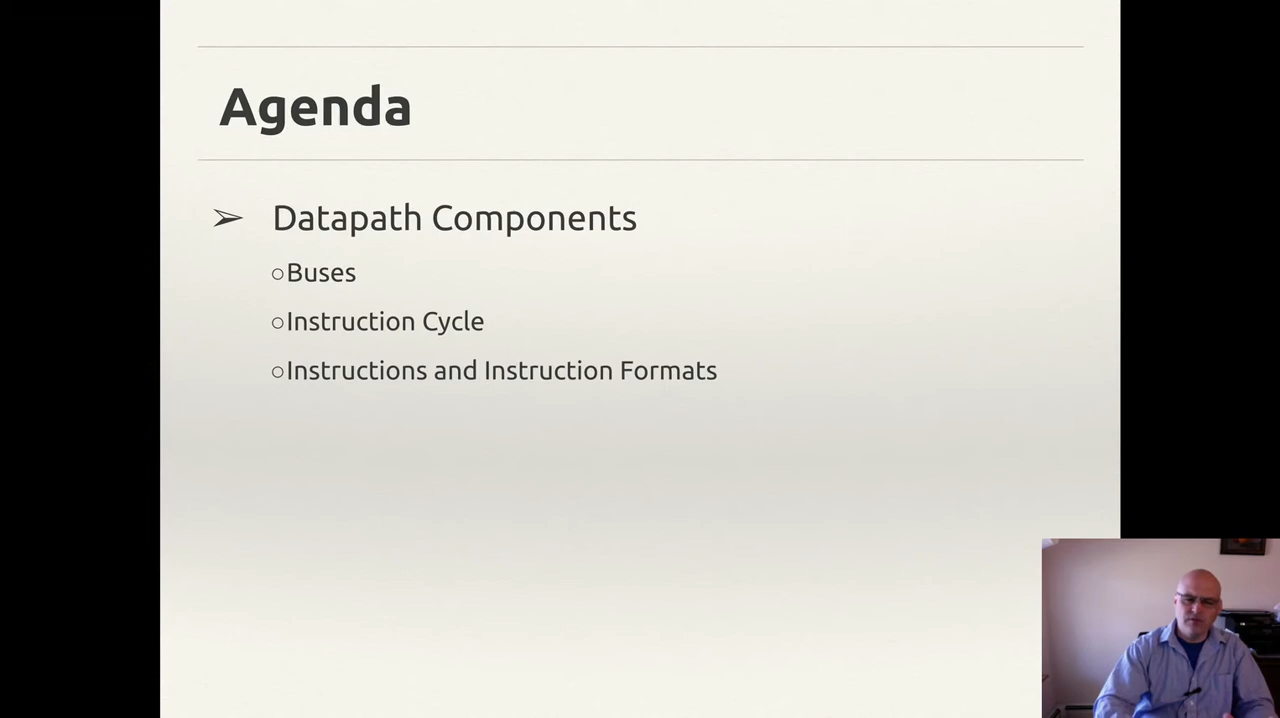 Agenda
➢ Datapath Components
○Buses
○Instruction Cycle
○Instructions and Instruction Formats